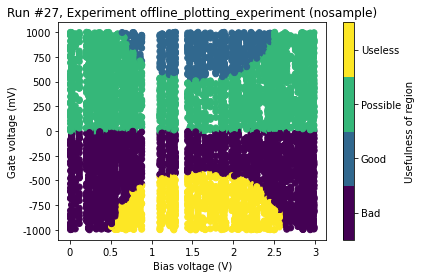 Run #27, Experiment offline_plotting_experiment (nosample)
1000
750
500
250
0
-250
-500
-750
-1000
Gate voltage (mV)
0 0.5 1 1.5 2 2.5 3
Bias voltage (V)
Useless
Possible
Good
Bad
Usefulness of region